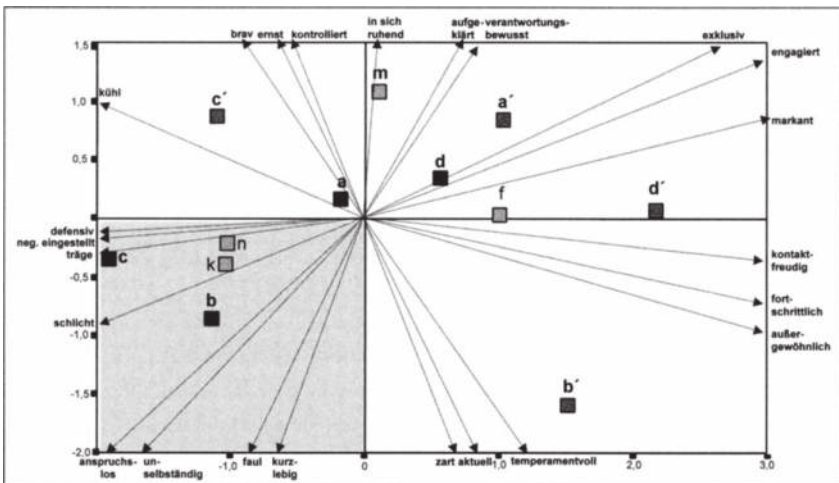 in sich
aufge-
verantwortungs-
1,5
brav
ernst
kontrolliert
ruhend
klärt
bewusst
exklusiv
engagiert
m
kühl
1,0
c´
a´
markant
0,5
d
a
f
d´
0
defensiv
neg. eingestellt
n
träge
c
k
kontakt-
freudig
-0,5
b
fort-
schrittlich
schlicht
-1,0
außer-
gewöhnlich
b´
-1,5
-2,0
anspruchs-
los
un-
selbständig
-1,0
faul
kurz-
lebig
0
zart
aktuell
1,0
temperamentvoll
2,0
3,0